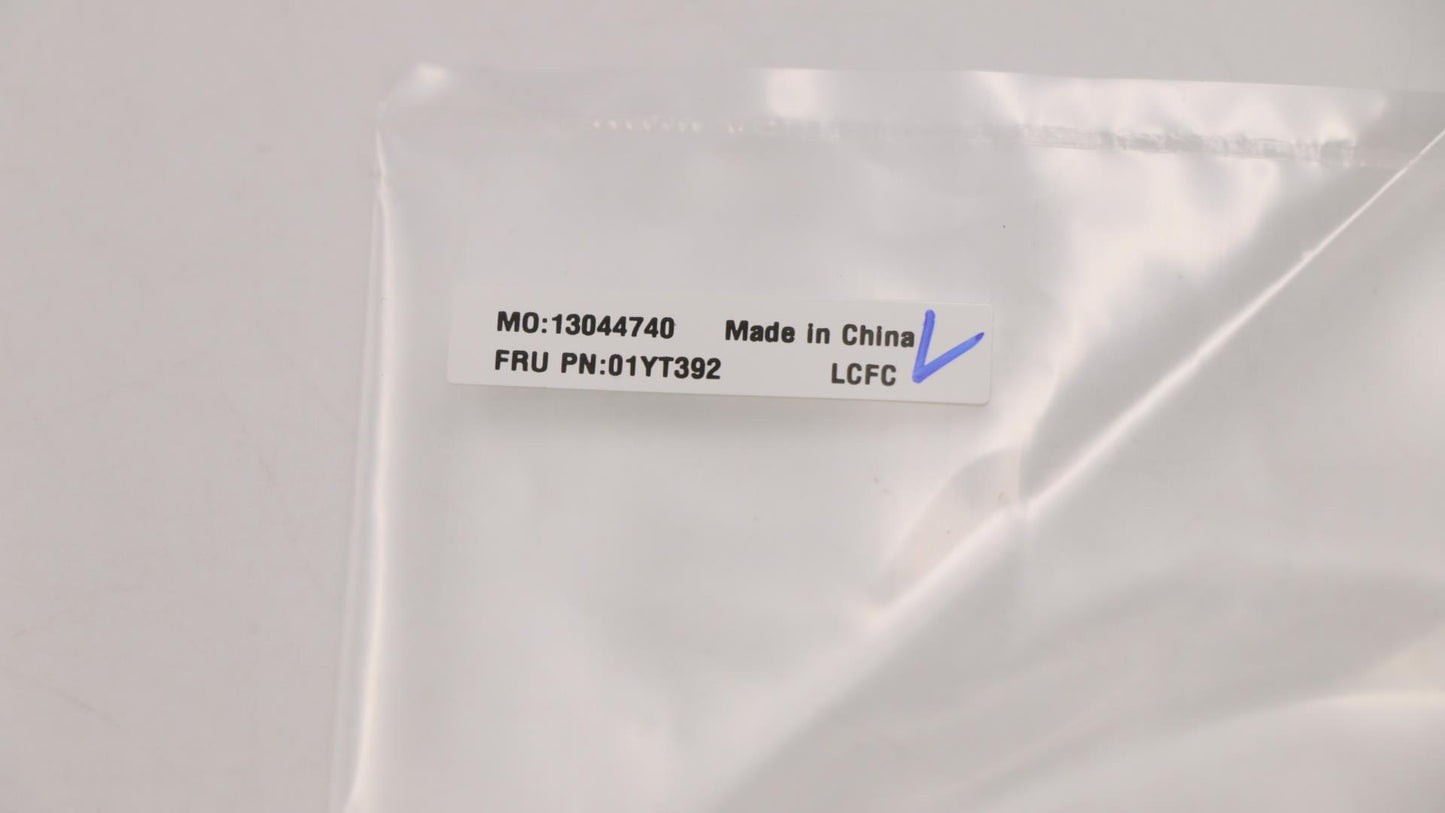 MO:13044740 Made in China
FRU PN:01YT392 LCFC